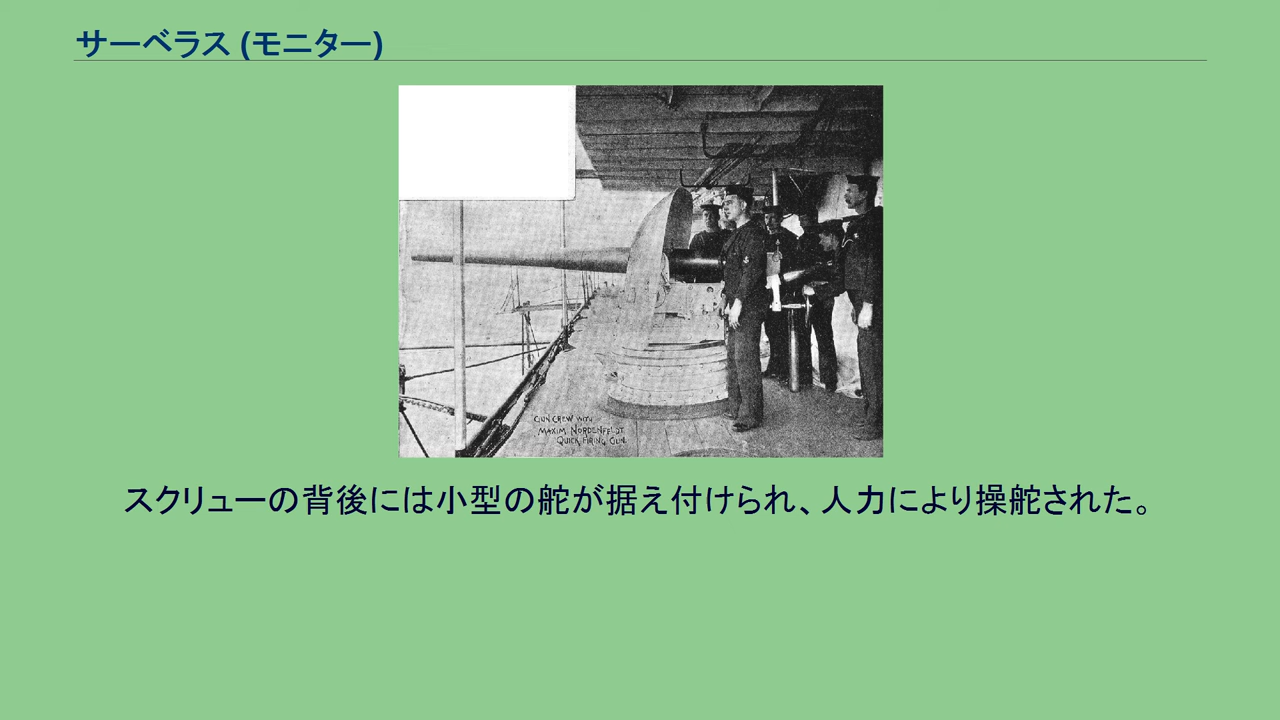 サーベラス (モニター)
GUN CREW WITH
MAXIM NORDENFELDT
QUICK FIRING GUN.
スクリューの背後には小型の舵が据え付けられ、人力により操舵された。